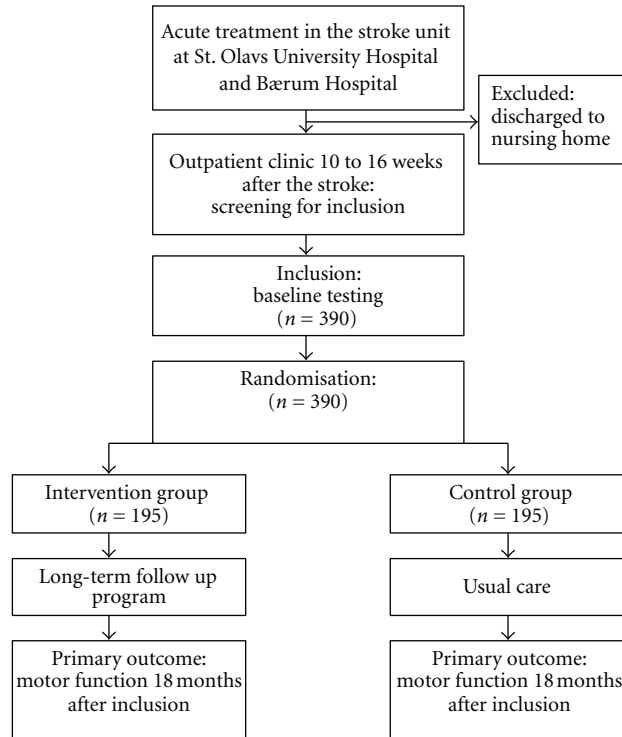 Acute treatment in the stroke unit
at St. Olavs University Hospital
and Bærum Hospital
Excluded:
discharged to
nursing home
Outpatient clinic 10 to 16 weeks
after the stroke:
screening for inclusion
Inclusion:
baseline testing
(n = 390)
Randomisation:
(n = 390)
Intervention group
(n = 195)
Control group
(n = 195)
Long-term follow up
program
Usual care
Primary outcome:
motor function 18 months
after inclusion
Primary outcome:
motor function 18 months
after inclusion